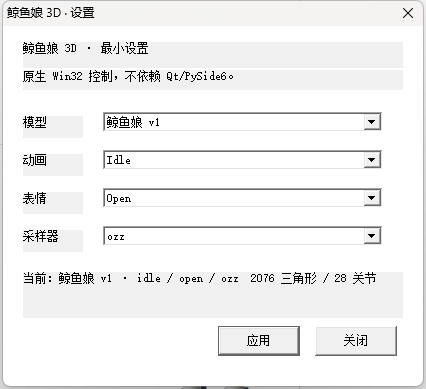 鲸鱼娘 3D · 设置
鲸鱼娘 3D · 最小设置
原生 Win32 控制，不依赖 Qt/PySide6。
模型 鲸鱼娘 v1
动画 Idle
表情 Open
采样器 ozz
当前：鲸鱼娘 v1 · idle / open / ozz 2076 三角形 / 28 关节
应用 关闭